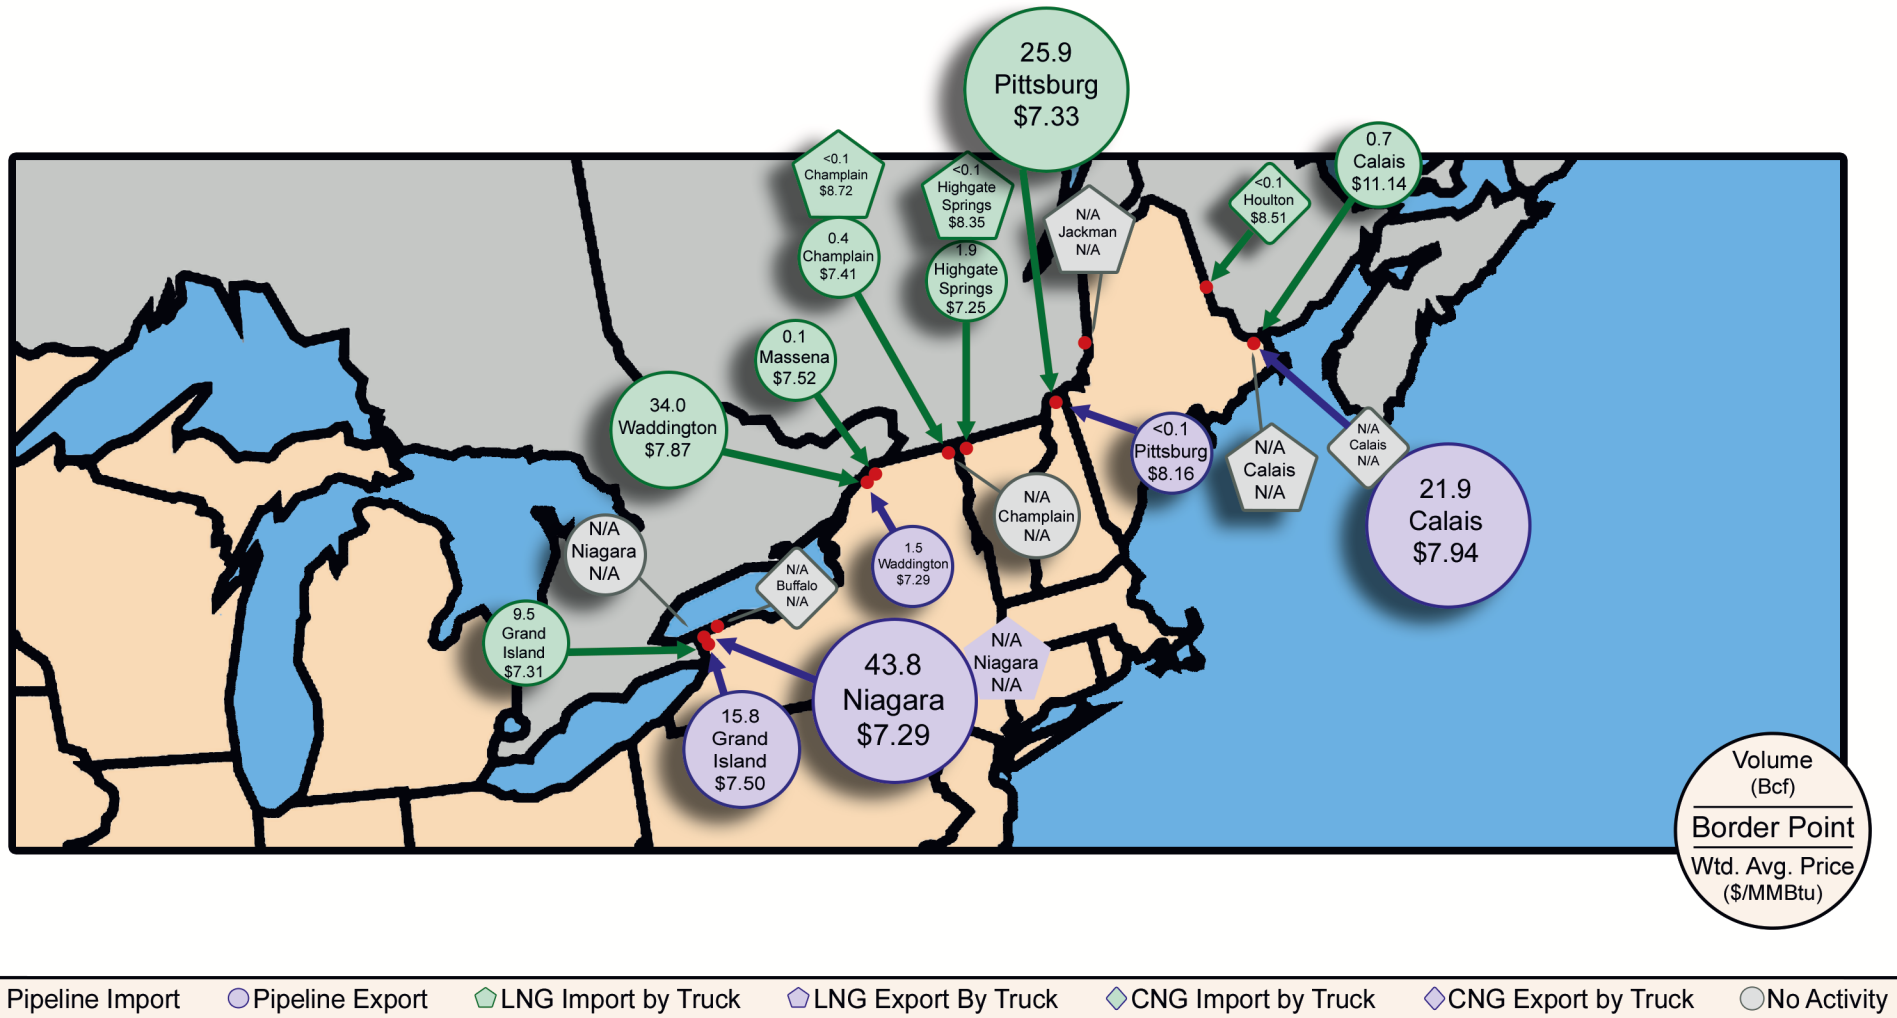 25.9
Pittsburg
$7.33
<0.1
Champlain
$8.72
<0.1
Highgate
Springs
$8.35
N/A
Jackman
N/A
<0.1
Houlton
$8.51
0.7
Calais
$11.14
0.4
Champlain
$7.41
1.9
Highgate
Springs
$7.25
0.1
Massena
$7.52
34.0
Waddington
$7.87
<0.1
Pittsburg
$8.16
N/A
Calais
N/A
N/A
Calais
N/A
21.9
Calais
$7.94
N/A
Champlain
N/A
N/A
Niagara
N/A
N/A
Buffalo
N/A
1.5
Waddington
$7.29
9.5
Grand
Island
$7.31
43.8
Niagara
$7.29
N/A
Niagara
N/A
15.8
Grand
Island
$7.50
Volume
(Bcf)
Border Point
Wtd. Avg. Price
($/MMBtu)
Pipeline Import
Pipeline Export
LNG Import by Truck
LNG Export By Truck
CNG Import by Truck
CNG Export by Truck
No Activity